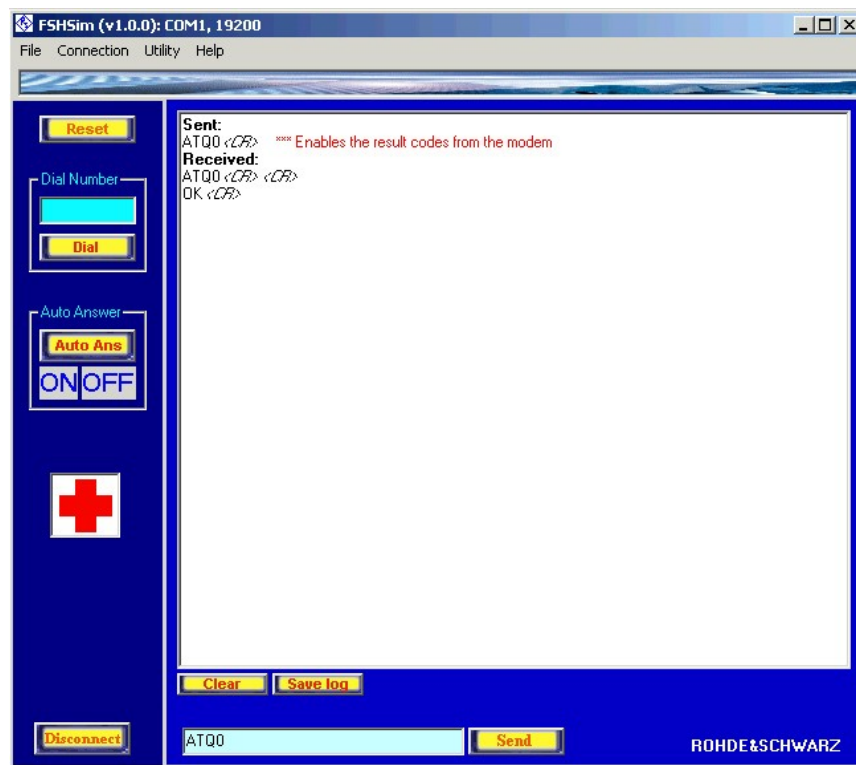 FSHSim (v1.0.0): COM1, 19200
File Connection Utility Help
Reset
Dial Number
Dial
Auto Answer
Auto Ans
ON OFF
Disconnect
Sent:
ATQ0 <CR> *** Enables the result codes from the modem
Received:
ATQ0 <CR> <CR>
OK <CR>
Clear Save log
ATQ0 Send
ROHDE&SCHWARZ